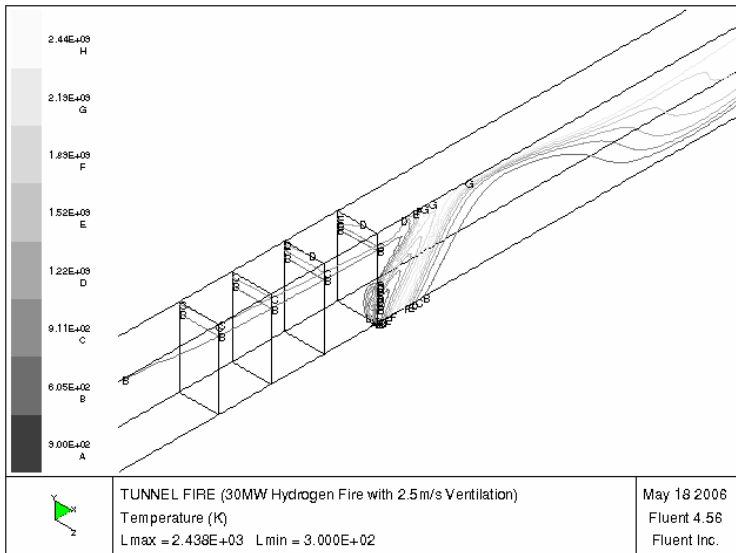 2.44E+03
H
2.13E+03
G
1.83E+03
F
1.52E+03
E
1.22E+03
D
9.11E+02
C
6.05E+02
B
3.00E+02
A
TUNNEL FIRE (30MW Hydrogen Fire with 2.5m/s Ventilation)
Temperature (K)
Lmax = 2.438E+03 Lmin = 3.000E+02
Y
X
Z
May 18 2006
Fluent 4.56
Fluent Inc.